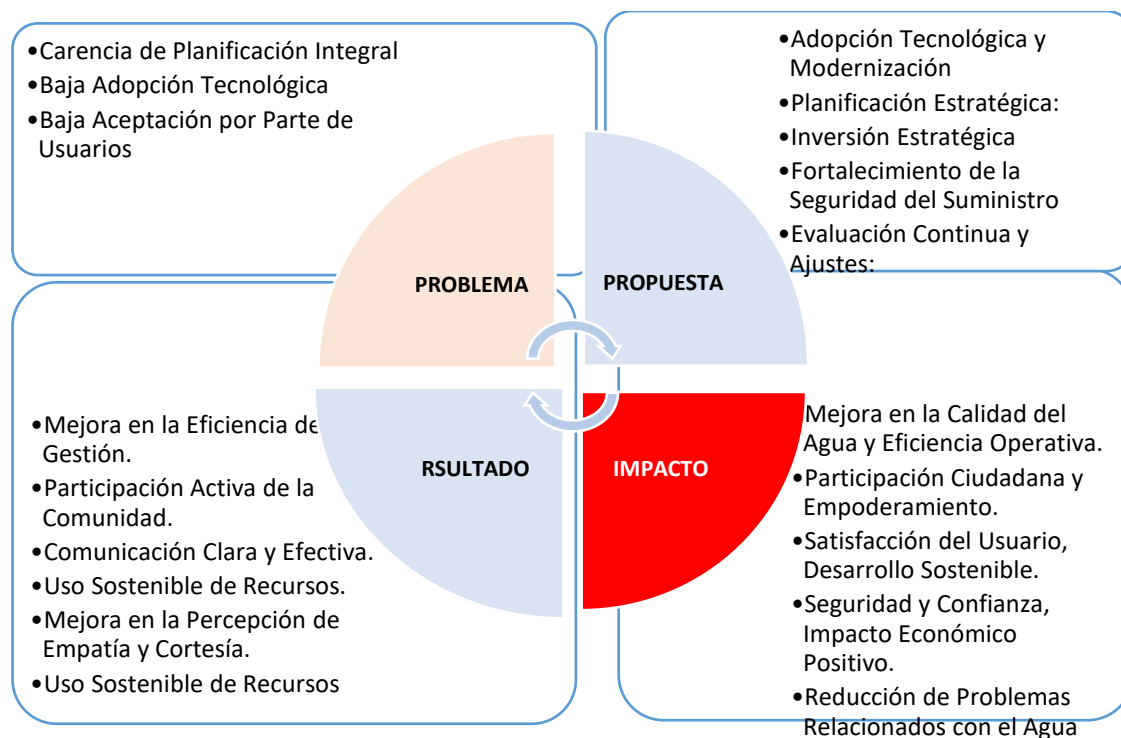 •Carencia de Planificación Integral
•Baja Adopción Tecnológica
•Baja Aceptación por Parte de
Usuarios
•Adopción Tecnológica y
Modernización
•Planificación Estratégica:
•Inversión Estratégica
•Fortalecimiento de la
Seguridad del Suministro
•Evaluación Continua y
Ajustes:
PROBLEMA
PROPUESTA
•Mejora en la Eficiencia de
Gestión.
•Participación Activa de la
Comunidad.
•Comunicación Clara y Efectiva.
•Uso Sostenible de Recursos.
•Mejora en la Percepción de
Empatía y Cortesía.
•Uso Sostenible de Recursos
RSULTADO
IMPACTO
Mejora en la Calidad del
Agua y Eficiencia Operativa.
•Participación Ciudadana y
Empoderamiento.
•Satisfacción del Usuario,
Desarrollo Sostenible.
•Seguridad y Confianza,
Impacto Económico
Positivo.
•Reducción de Problemas
Relacionados con el Agua